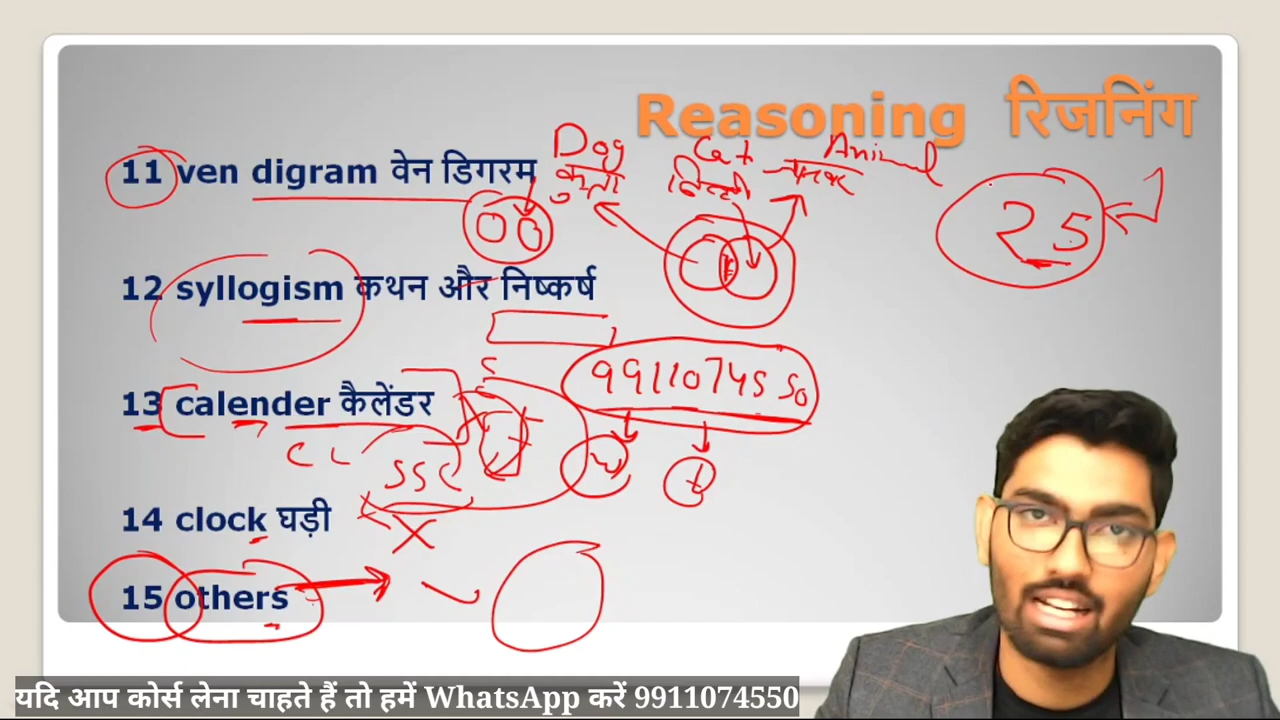 Reasoning रिजनिंग
11 ven digram वेन डिगरम
Dog Cat Animal
कुत्ता बिल्ली
25
12 syllogism कथन और निष्कर्ष
9911074550
13 calender कैलेंडर
SSC
14 clock घड़ी
15 others
यदि आप कोर्स लेना चाहते हैं तो हमें WhatsApp करें 9911074550